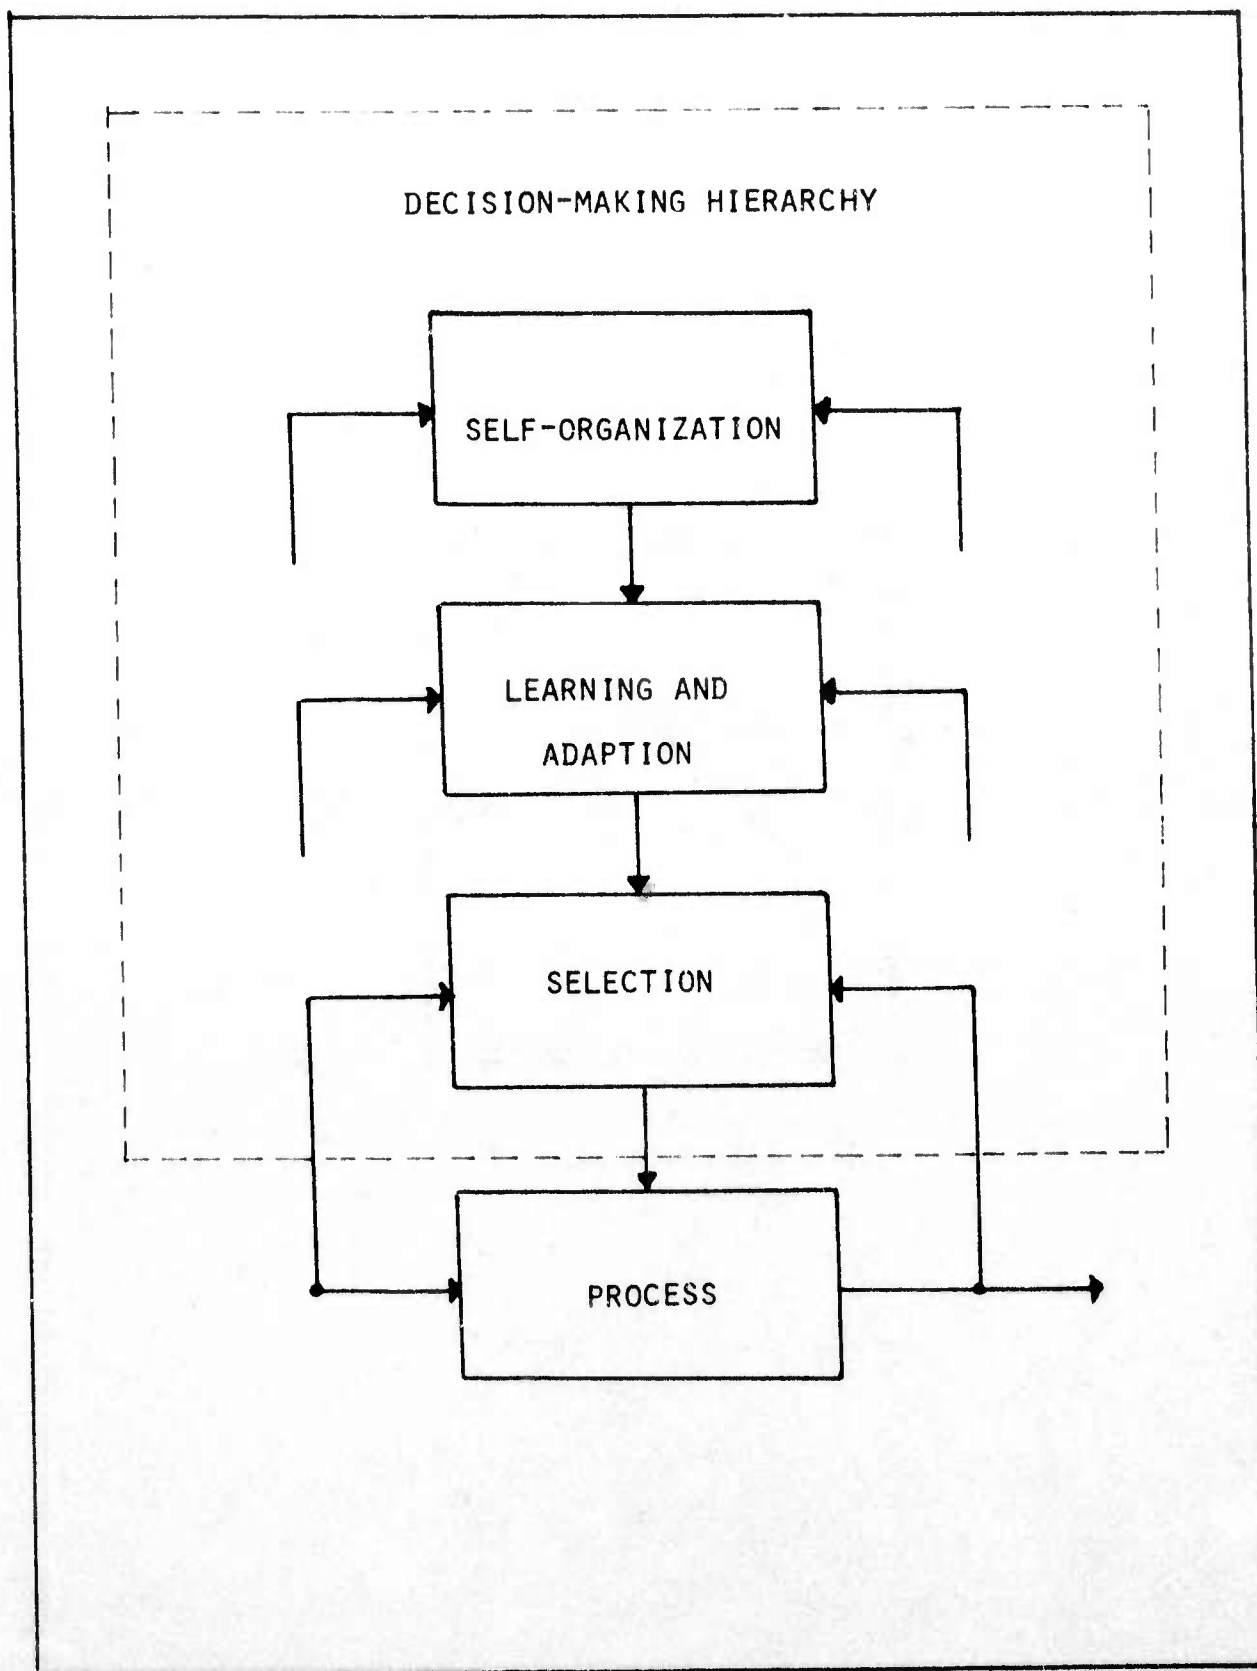 DECISION-MAKING HIERARCHY
SELF-ORGANIZATION
LEARNING AND
ADAPTION
SELECTION
PROCESS